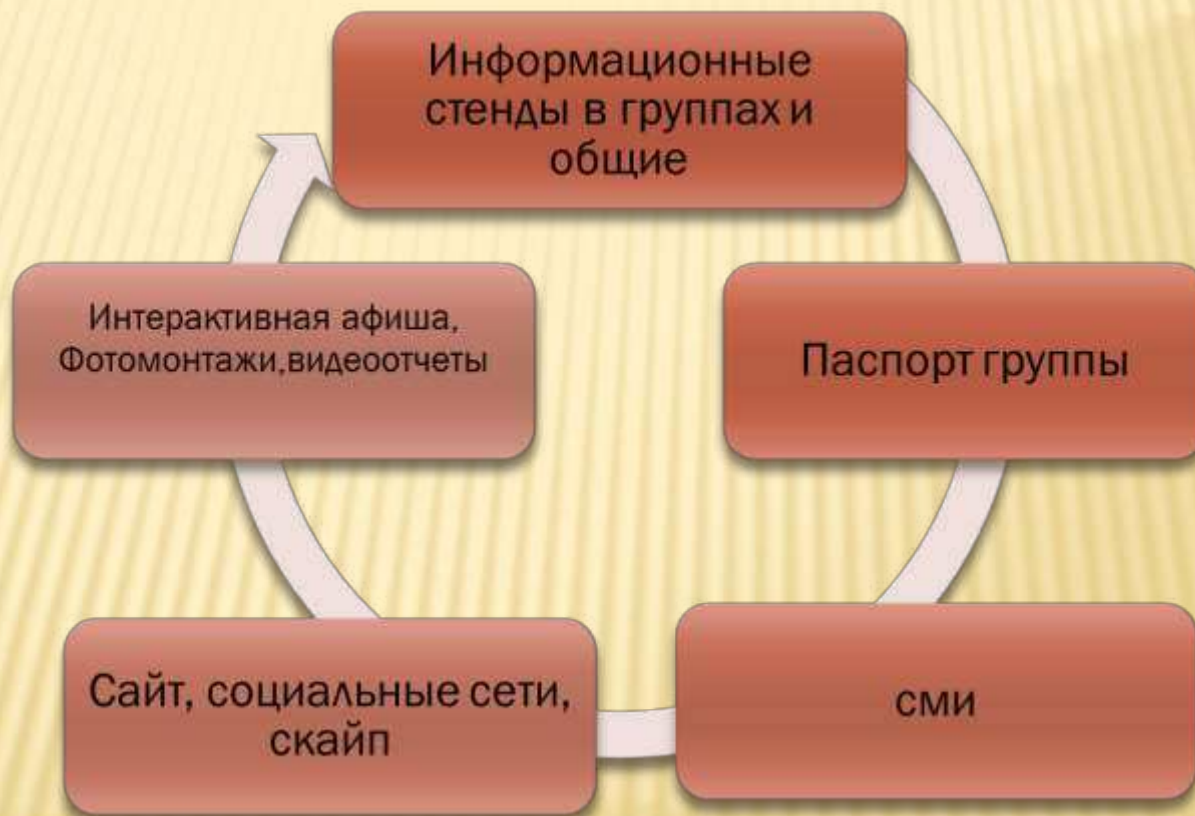 Информационные
стенды в группах и
общие
Паспорт группы
сми
Сайт, социальные сети,
скайп
Интерактивная афиша,
Фотомонтажи,видеоотчеты